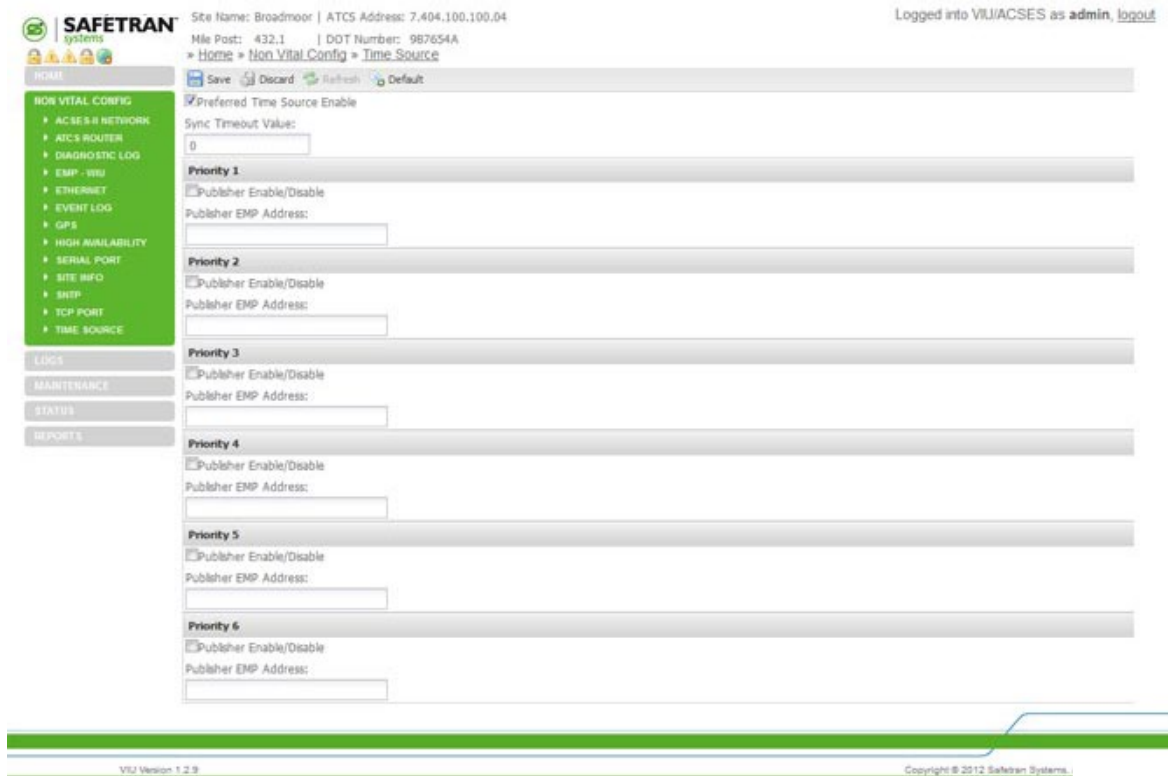 SAFETRAN
systems
Site Name: Broadmoor | ATCS Address: 7.404.100.100.04
Mile Post: 432.1 | DOT Number: 987654A
» Home » Non Vital Config » Time Source
Logged into VIU/ACSES as admin, logout
HOME
NON VITAL CONFIG
ACSES-II NETWORK
ATCS ROUTER
DIAGNOSTIC LOG
EMP - WIU
ETHERNET
EVENT LOG
GPS
HIGH AVAILABILITY
SERIAL PORT
SITE INFO
SNTP
TCP PORT
TIME SOURCE
LOGS
MAINTENANCE
STATUS
REPORTS
Save Discard Refresh Default
Preferred Time Source Enable
Sync Timeout Value:
0
Priority 1
Publisher Enable/Disable
Publisher EMP Address:
Priority 2
Publisher Enable/Disable
Publisher EMP Address:
Priority 3
Publisher Enable/Disable
Publisher EMP Address:
Priority 4
Publisher Enable/Disable
Publisher EMP Address:
Priority 5
Publisher Enable/Disable
Publisher EMP Address:
Priority 6
Publisher Enable/Disable
Publisher EMP Address:
VIU Version 1.2.9
Copyright © 2012 Safetran Systems.